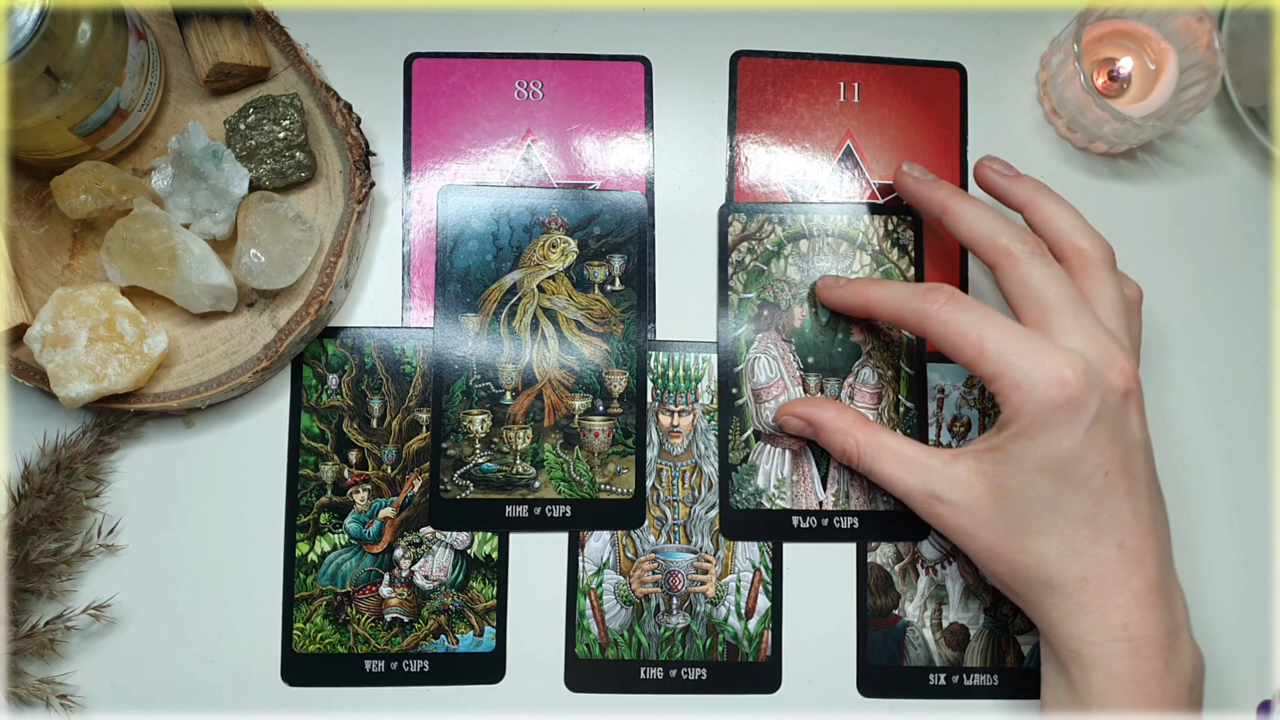 88
11
NINE OF CUPS
TWO OF CUPS
TEN OF CUPS
KING OF CUPS
SIX OF WANDS